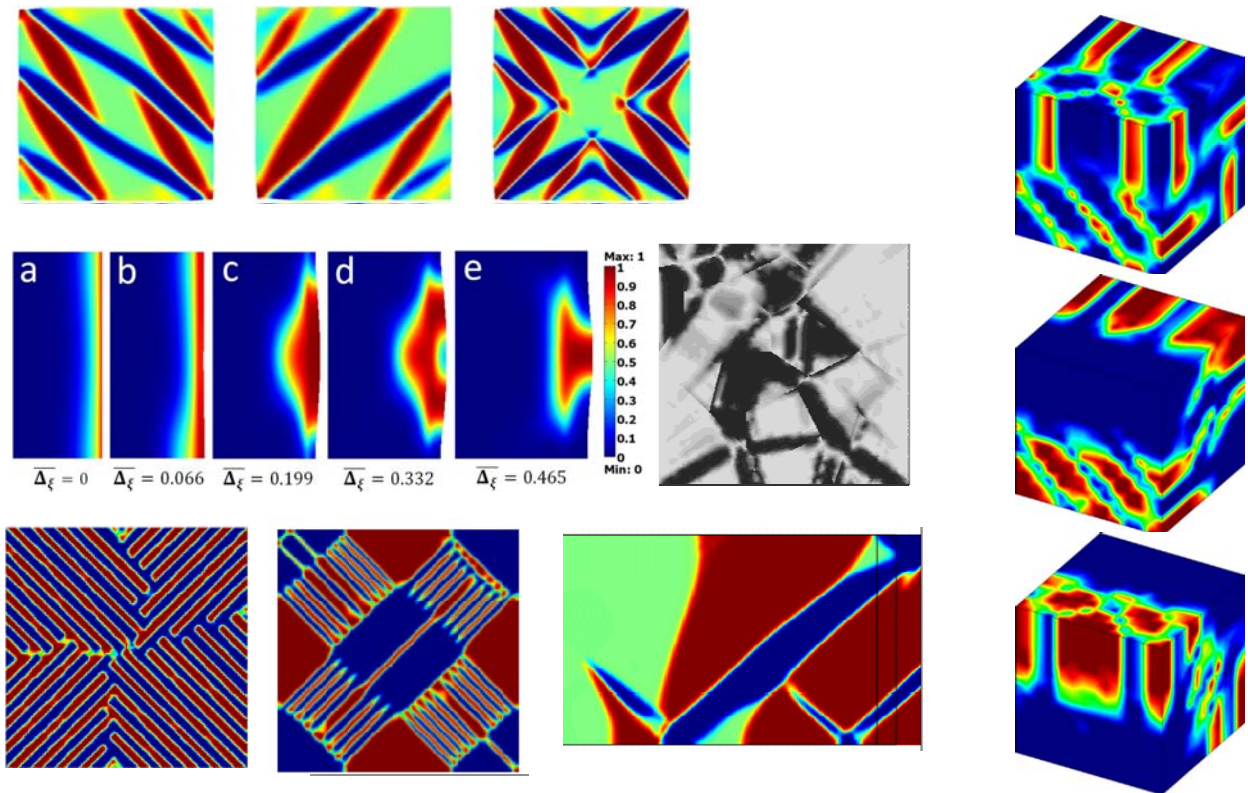 a b c d e
Max: 1
1
0.9
0.8
0.7
0.6
0.5
0.4
0.3
0.2
0.1
0
Min: 0
$\overline{\Delta_\xi} = 0$ $\overline{\Delta_\xi} = 0.066$ $\overline{\Delta_\xi} = 0.199$ $\overline{\Delta_\xi} = 0.332$ $\overline{\Delta_\xi} = 0.465$